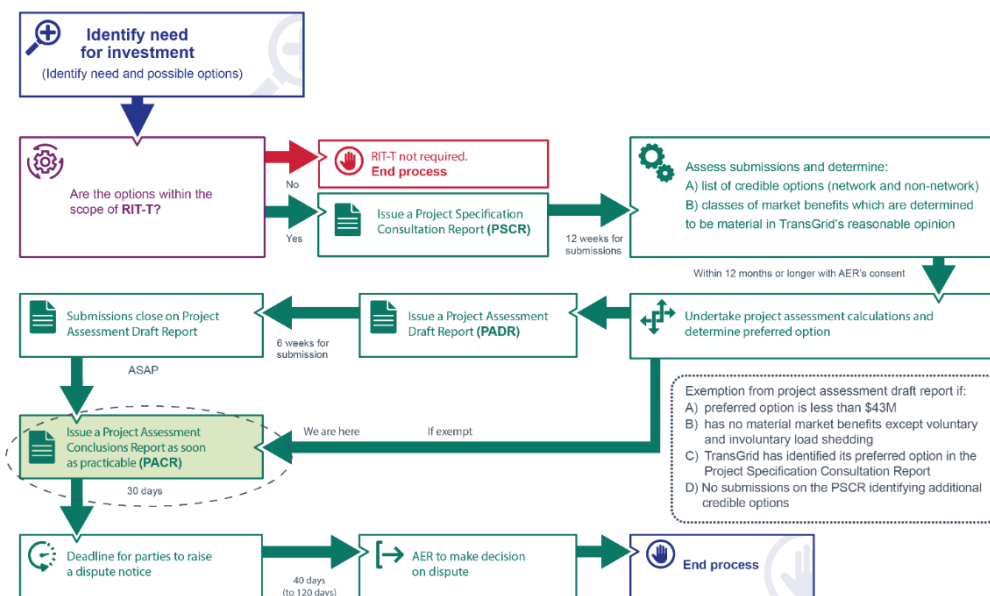 Identify need
for investment
(Identify need and possible options)
Are the options within the
scope of RIT-T?
No
Yes
RIT-T not required.
End process
Issue a Project Specification
Consultation Report (PSCR)
12 weeks for
submissions
Assess submissions and determine:
A) list of credible options (network and non-network)
B) classes of market benefits which are determined
to be material in TransGrid's reasonable opinion
Within 12 months or longer with AER's consent
Undertake project assessment calculations and
determine preferred option
Issue a Project Assessment
Draft Report (PADR)
6 weeks for
submission
Submissions close on Project
Assessment Draft Report
ASAP
Exemption from project assessment draft report if:
A) preferred option is less than $43M
B) has no material market benefits except voluntary
and involuntary load shedding
C) TransGrid has identified its preferred option in the
Project Specification Consultation Report
D) No submissions on the PSCR identifying additional
credible options
If exempt
We are here
Issue a Project Assessment
Conclusions Report as soon
as practicable (PACR)
30 days
Deadline for parties to raise
a dispute notice
40 days
(to 120 days)
AER to make decision
on dispute
End process